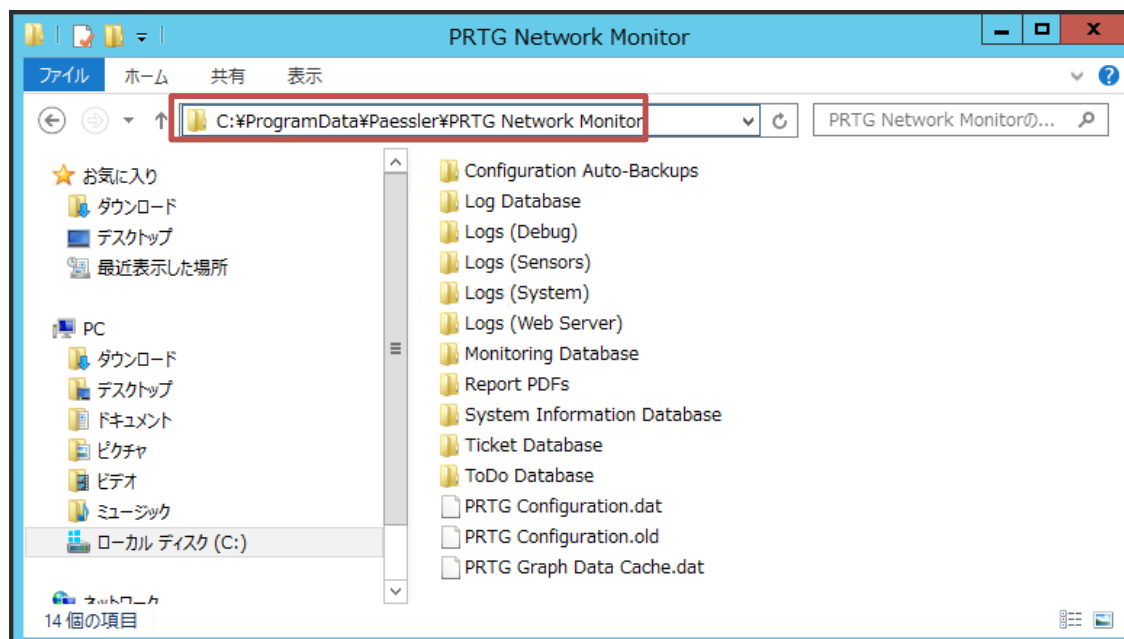 PRTG Network Monitor
ファイル ホーム 共有 表示
C:¥ProgramData¥Paessler¥PRTG Network Monitor
PRTG Network Monitorの...
お気に入り
ダウンロード
デスクトップ
最近表示した場所
PC
ダウンロード
デスクトップ
ドキュメント
ピクチャ
ビデオ
ミュージック
ローカル ディスク (C:)
ネットワーク
Configuration Auto-Backups
Log Database
Logs (Debug)
Logs (Sensors)
Logs (System)
Logs (Web Server)
Monitoring Database
Report PDFs
System Information Database
Ticket Database
ToDo Database
PRTG Configuration.dat
PRTG Configuration.old
PRTG Graph Data Cache.dat
14 個の項目